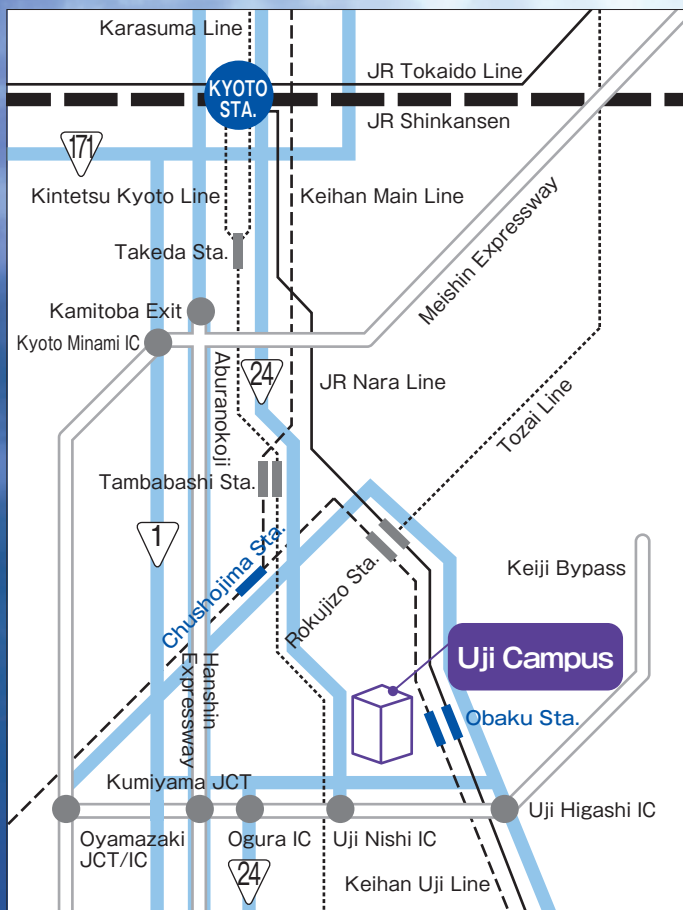 Karasuma Line
JR Tokaido Line
KYOTO
STA.
JR Shinkansen
171
Kintetsu Kyoto Line
Keihan Main Line
Takeda Sta.
Meishin Expressway
Kamitoba Exit
Kyoto Minami IC
Aburanokoji
24
JR Nara Line
Tozai Line
Tambabashi Sta.
1
Chushojima Sta.
Rokujizo Sta.
Keiji Bypass
Uji Campus
Hanshin
Expressway
Obaku Sta.
Kumiyama JCT
Oyamazaki
JCT/IC
Ogura IC
Uji Nishi IC
Uji Higashi IC
24
Keihan Uji Line